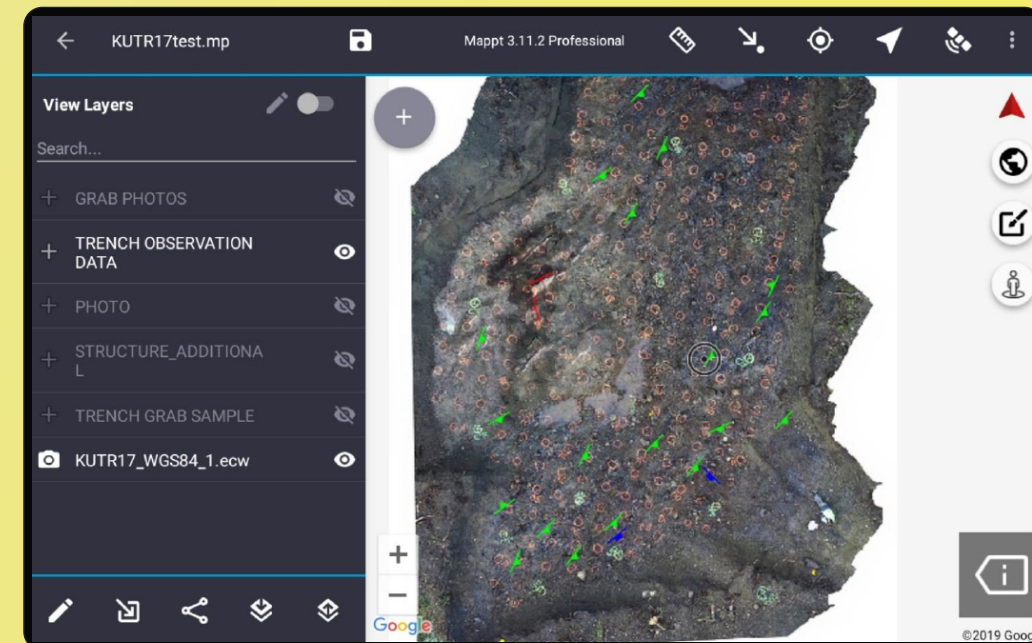 KUTR17test.mp
Mappt 3.11.2 Professional
View Layers
Search...
GRAB PHOTOS
TRENCH OBSERVATION
DATA
PHOTO
STRUCTURE_ADDITIONA
L
TRENCH GRAB SAMPLE
KUTR17_WGS84_1.ecw
Google
©2019 Goo